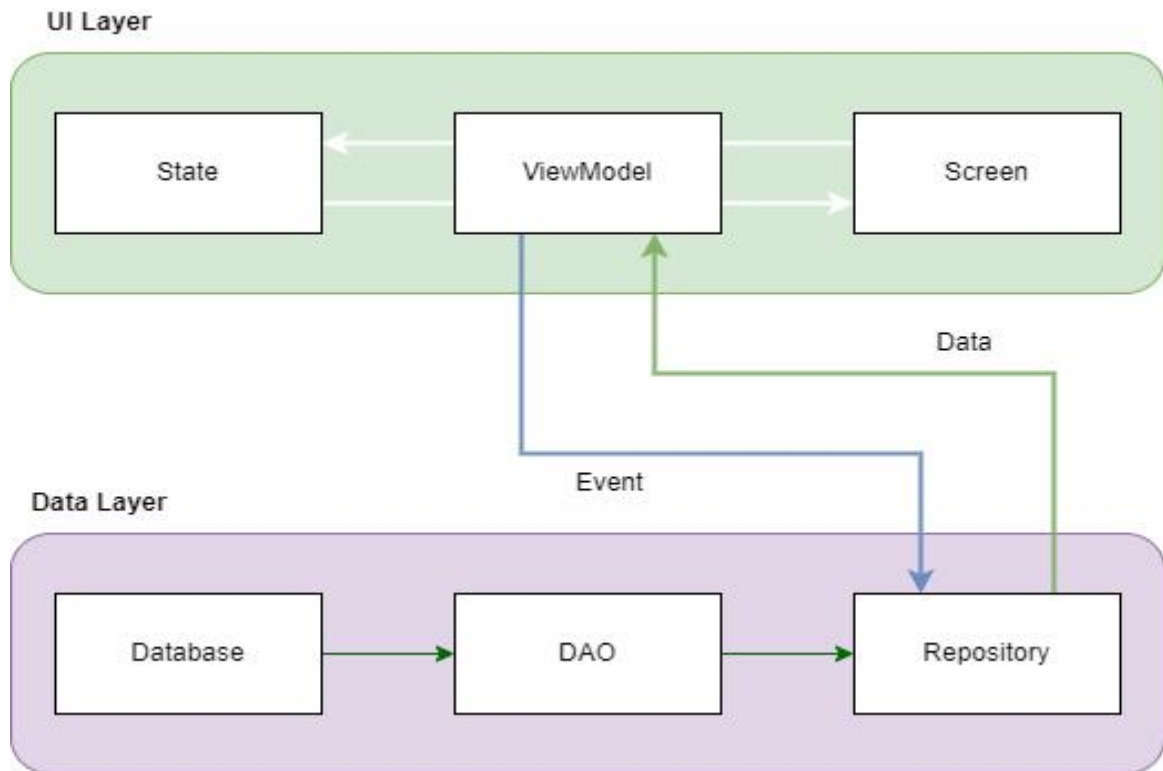 UI Layer
State
ViewModel
Screen
Data
Event
Data Layer
Database
DAO
Repository